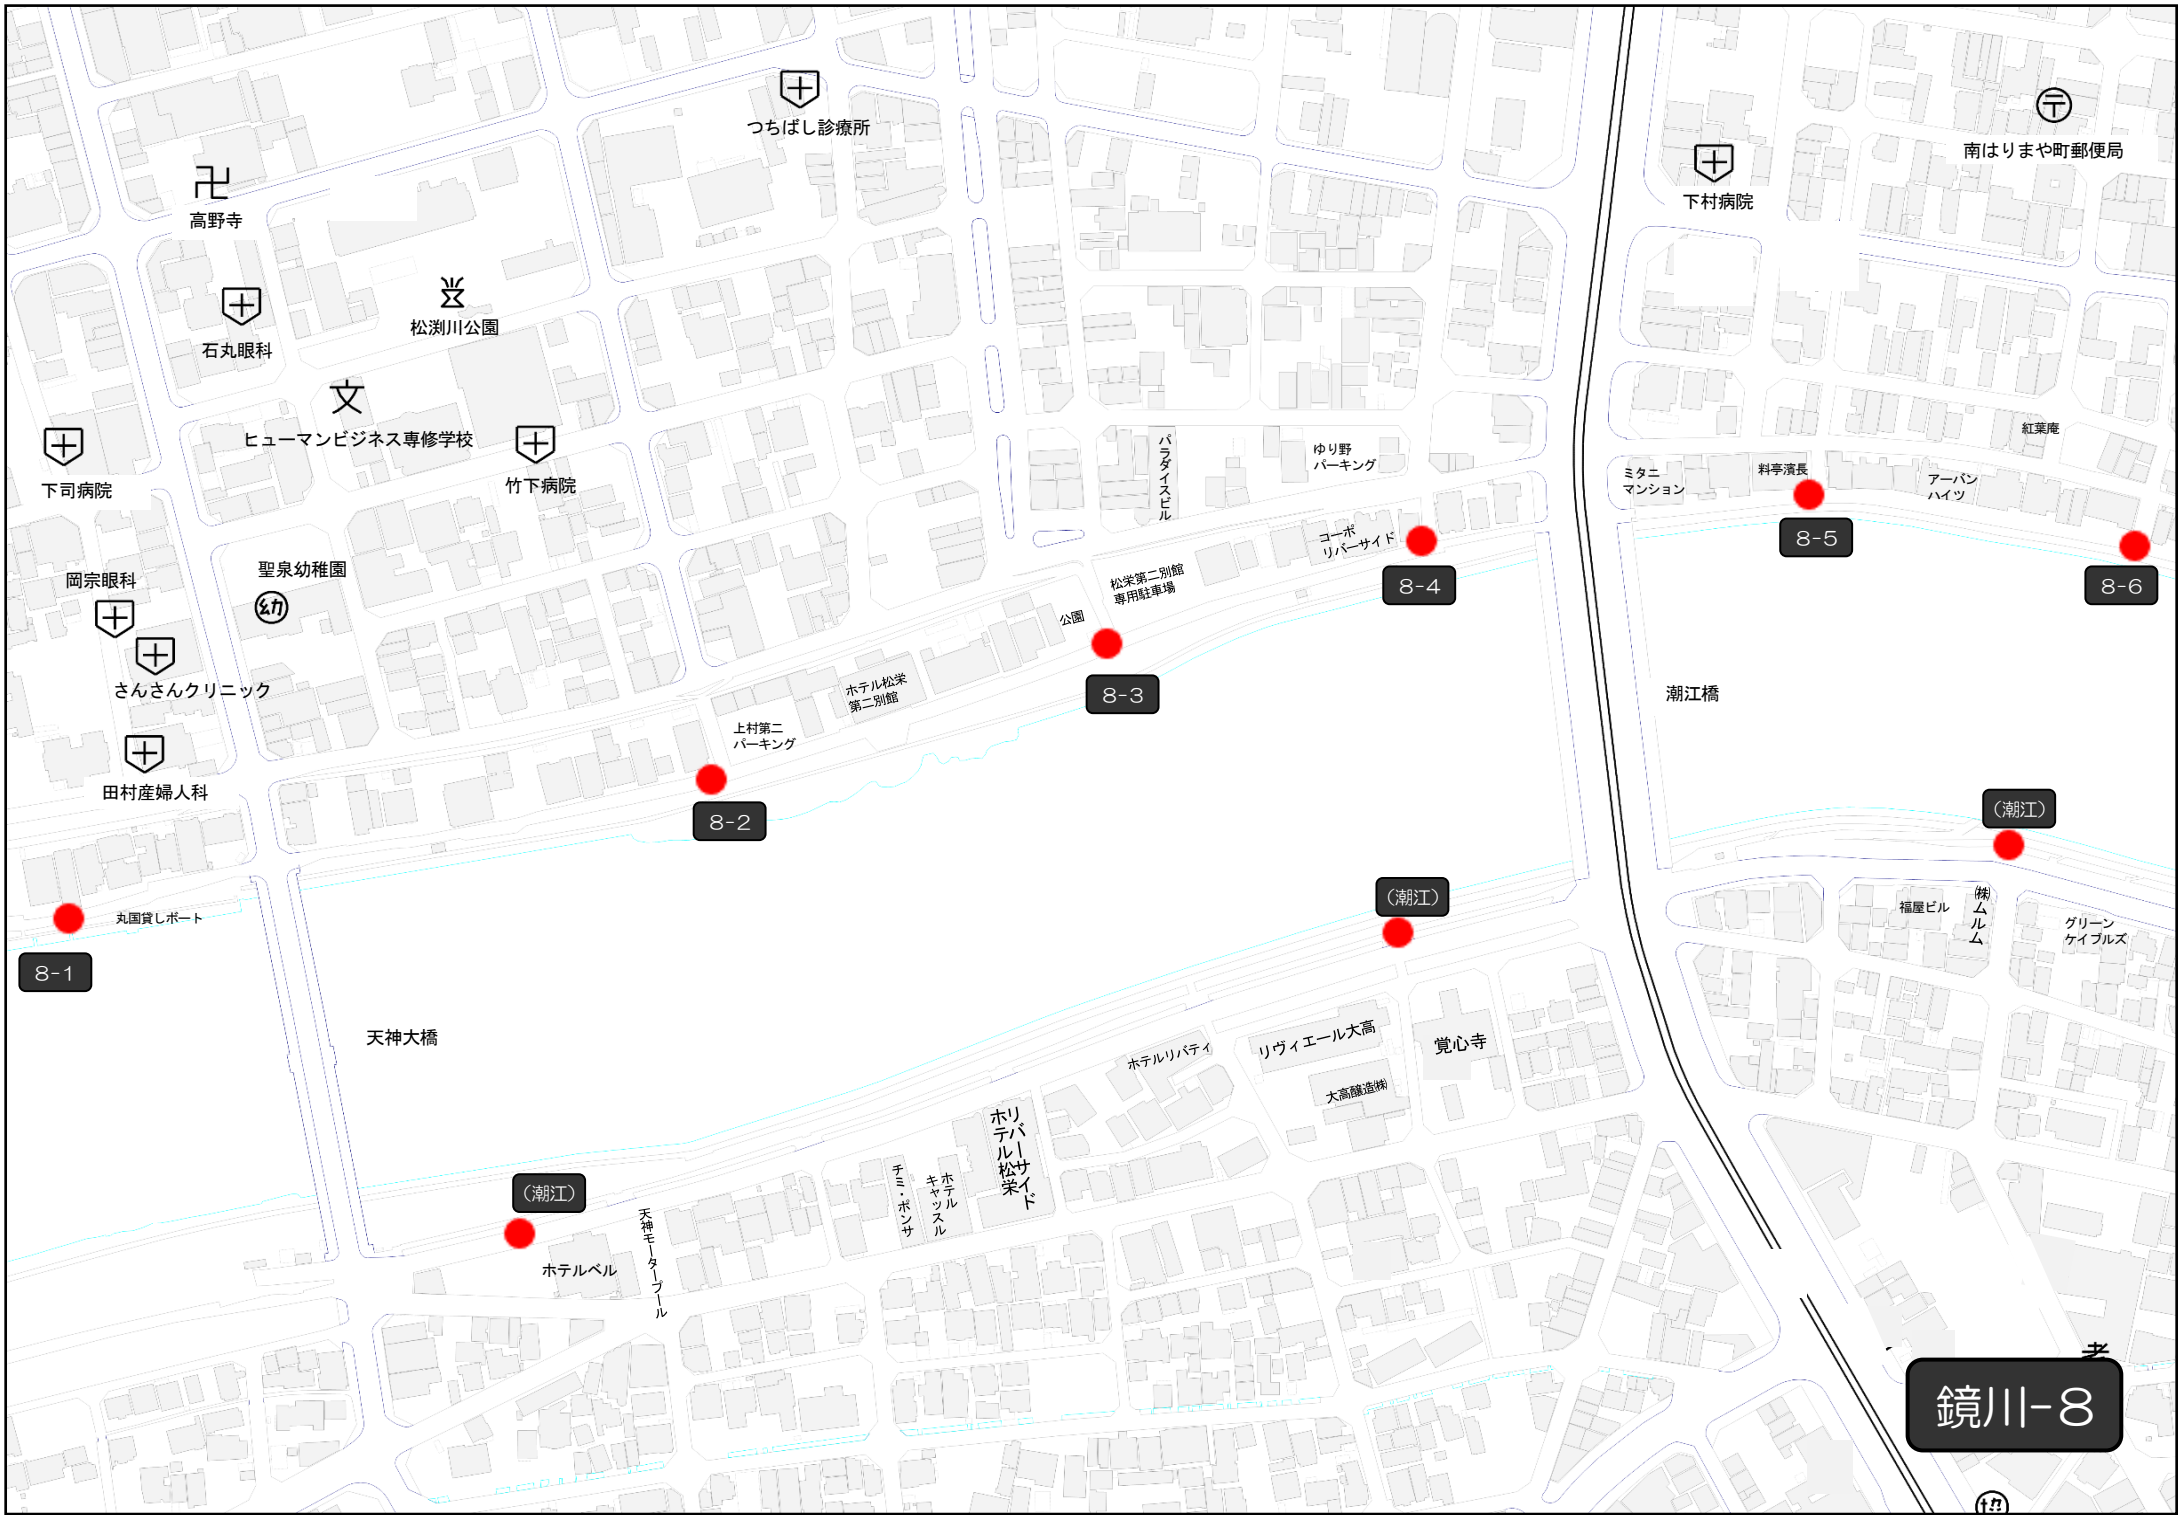 つちばし診療所
南はりまや町郵便局
下村病院
高野寺
松渕川公園
石丸眼科
ヒューマンビジネス専修学校
竹下病院
下司病院
パラダイスビル
ゆり野
パーキング
紅葉庵
ミタニ
マンション
料亭濱長
アーバン
ハイツ
8-5
8-6
コーポ
リバーサイド
8-4
聖泉幼稚園
幼
岡宗眼科
さんさんクリニック
松栄第二別館
専用駐車場
公園
8-3
ホテル松栄
第二別館
上村第二
パーキング
8-2
潮江橋
田村産婦人科
丸国貸しボート
8-1
(潮江)
(潮江)
福屋ビル
㈱ムルム
グリーン
ケイブルズ
天神大橋
ホテルリバティ
リヴィエール大高
大高醸造㈱
覚心寺
リバーサイド
ホテル松栄
ホテル
キャッスル
チミ・ポンサ
(潮江)
ホテルベル
天神モータープール
鏡川-8